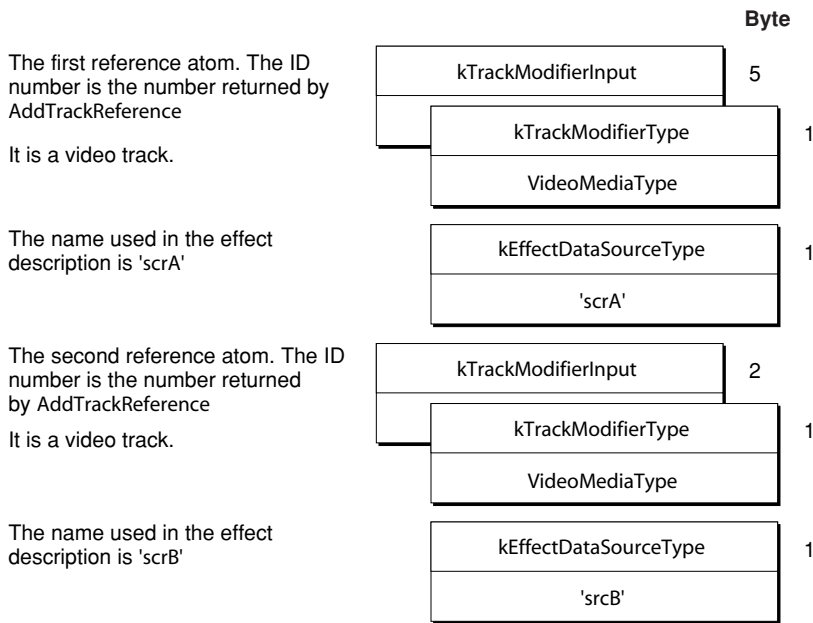 Byte
The first reference atom. The ID
number is the number returned by
AddTrackReference
It is a video track.
kTrackModifierInput
5
kTrackModifierType
1
VideoMediaType
The name used in the effect
description is 'scrA'
kEffectDataSourceType
1
'srcA'
The second reference atom. The ID
number is the number returned
by AddTrackReference
It is a video track.
kTrackModifierInput
2
kTrackModifierType
1
VideoMediaType
The name used in the effect
description is 'scrB'
kEffectDataSourceType
1
'srcB'